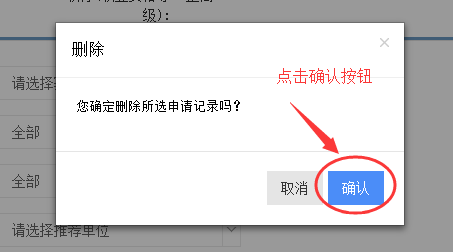 级):
删除
×
点击确认按钮
请选择
您确定删除所选申请记录吗?
全部
全部
取消
确认
请选择推荐单位